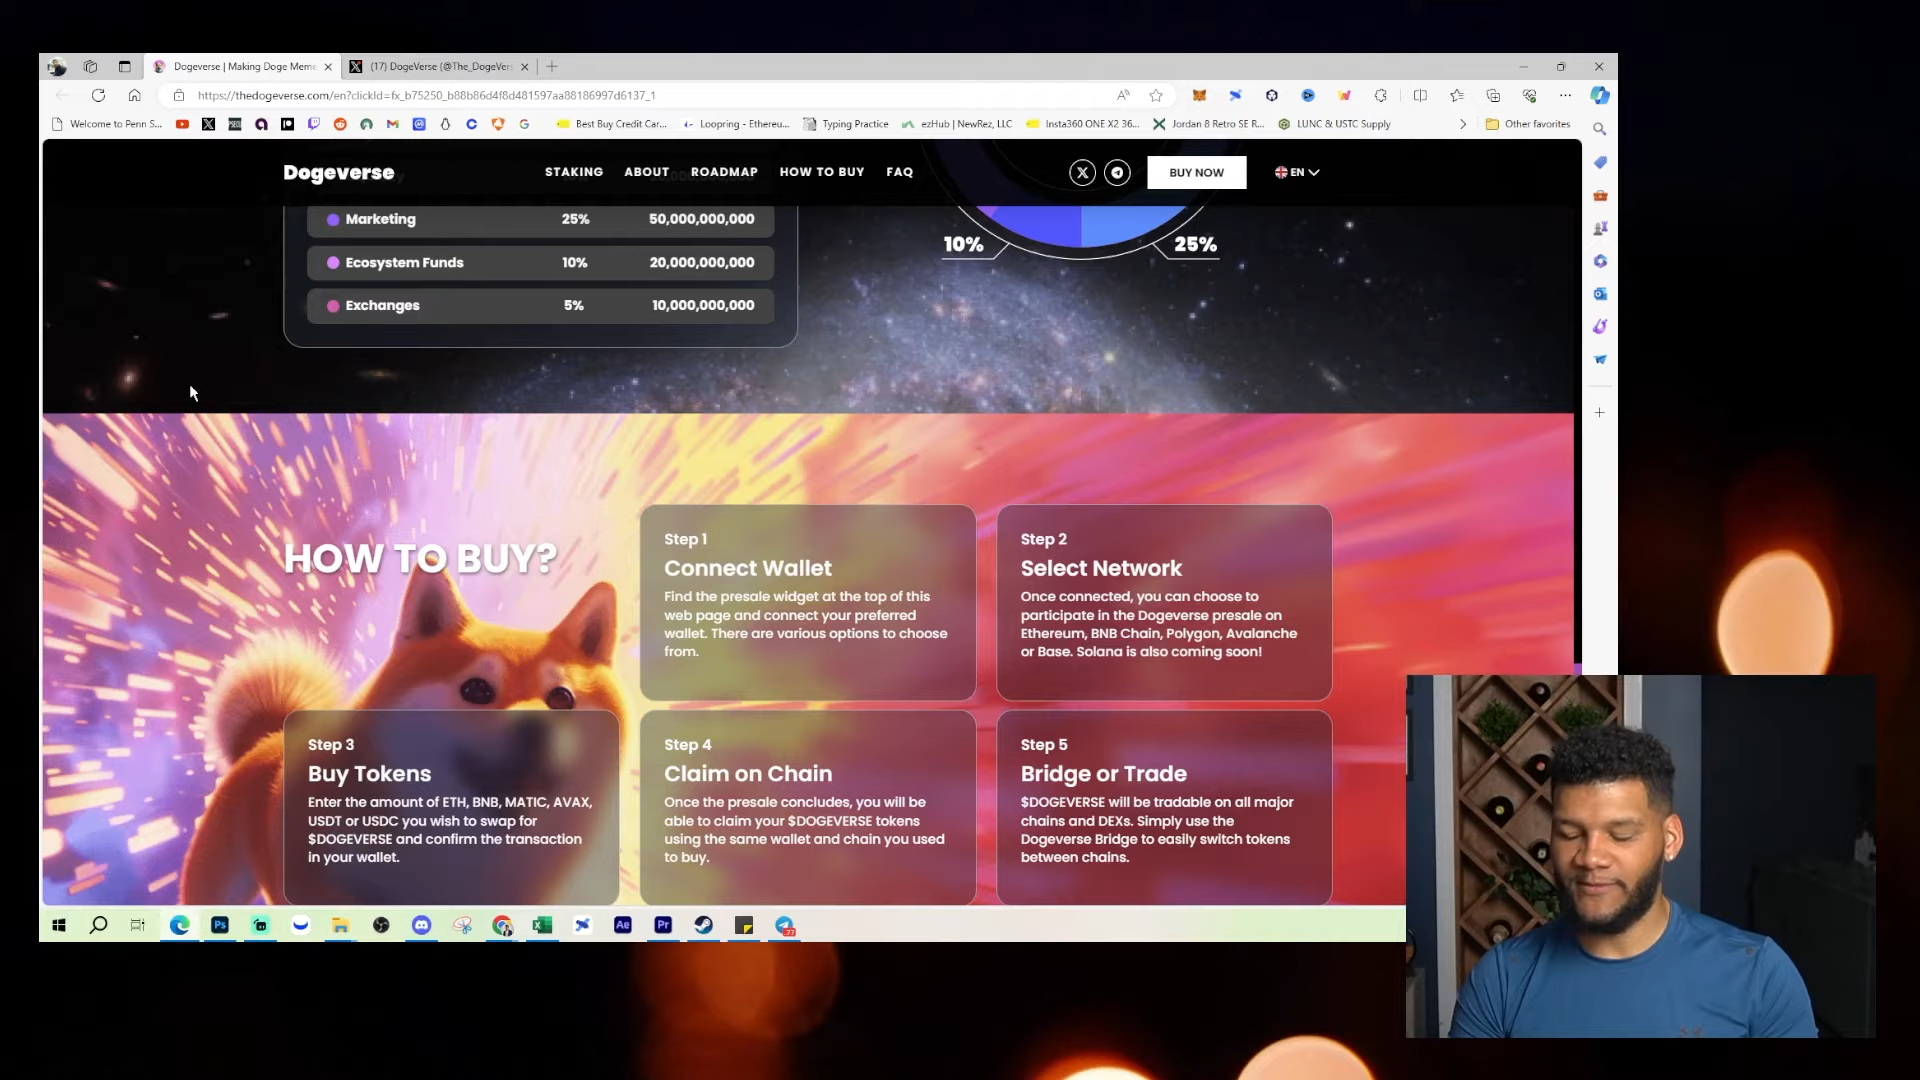 Dogeverse | Making Doge Meme
(17) DogeVerse (@The_DogeVers
https://thedogeverse.com/en?clickId=fx_b75250_b88b86d4f8d481597aa88186997d6137_1
Welcome to Penn S...
Best Buy Credit Car...
Loopring - Ethereu...
Typing Practice
ezHub | NewRez, LLC
Insta360 ONE X2 36...
Jordan 8 Retro SE R...
LUNC & USTC Supply
Other favorites
Dogeverse
STAKING ABOUT ROADMAP HOW TO BUY FAQ
BUY NOW
EN
Marketing 25% 50,000,000,000
Ecosystem Funds 10% 20,000,000,000
Exchanges 5% 10,000,000,000
10%
25%
HOW TO BUY?
Step 1
Connect Wallet
Find the presale widget at the top of this
web page and connect your preferred
wallet. There are various options to choose
from.
Step 2
Select Network
Once connected, you can choose to
participate in the Dogeverse presale on
Ethereum, BNB Chain, Polygon, Avalanche
or Base. Solana is also coming soon!
Step 3
Buy Tokens
Enter the amount of ETH, BNB, MATIC, AVAX,
USDT or USDC you wish to swap for
$DOGEVERSE and confirm the transaction
in your wallet.
Step 4
Claim on Chain
Once the presale concludes, you will be
able to claim your $DOGEVERSE tokens
using the same wallet and chain you used
to buy.
Step 5
Bridge or Trade
$DOGEVERSE will be tradable on all major
chains and DEXs. Simply use the
Dogeverse Bridge to easily switch tokens
between chains.
Ps
Ae
Pr
77